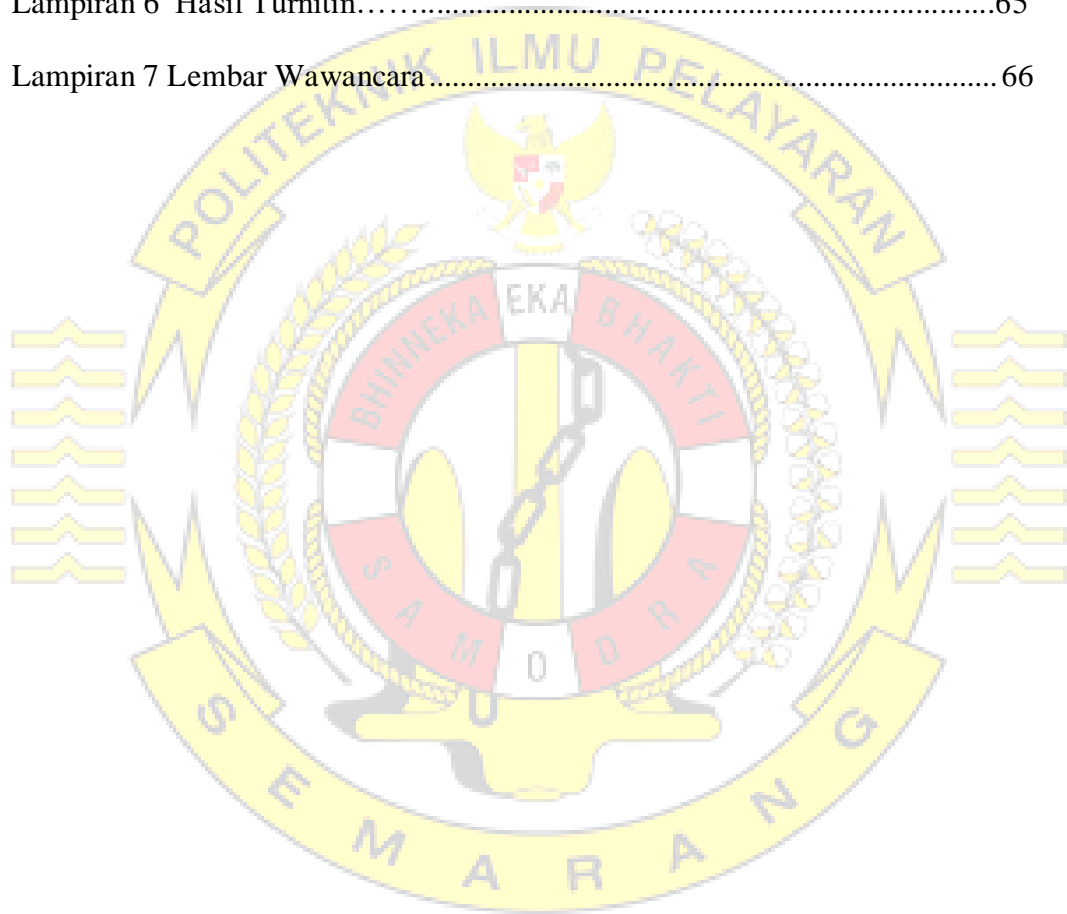 Lampiran 6 Hasil Turnitin……....................................................................................65
Lampiran 7 Lembar Wawancara.......................................................................... 66
POLITEKNIK ILMU PELAYARAN
BHINNEKA EKA BHAKTI
SAMODRA
SEMARANG